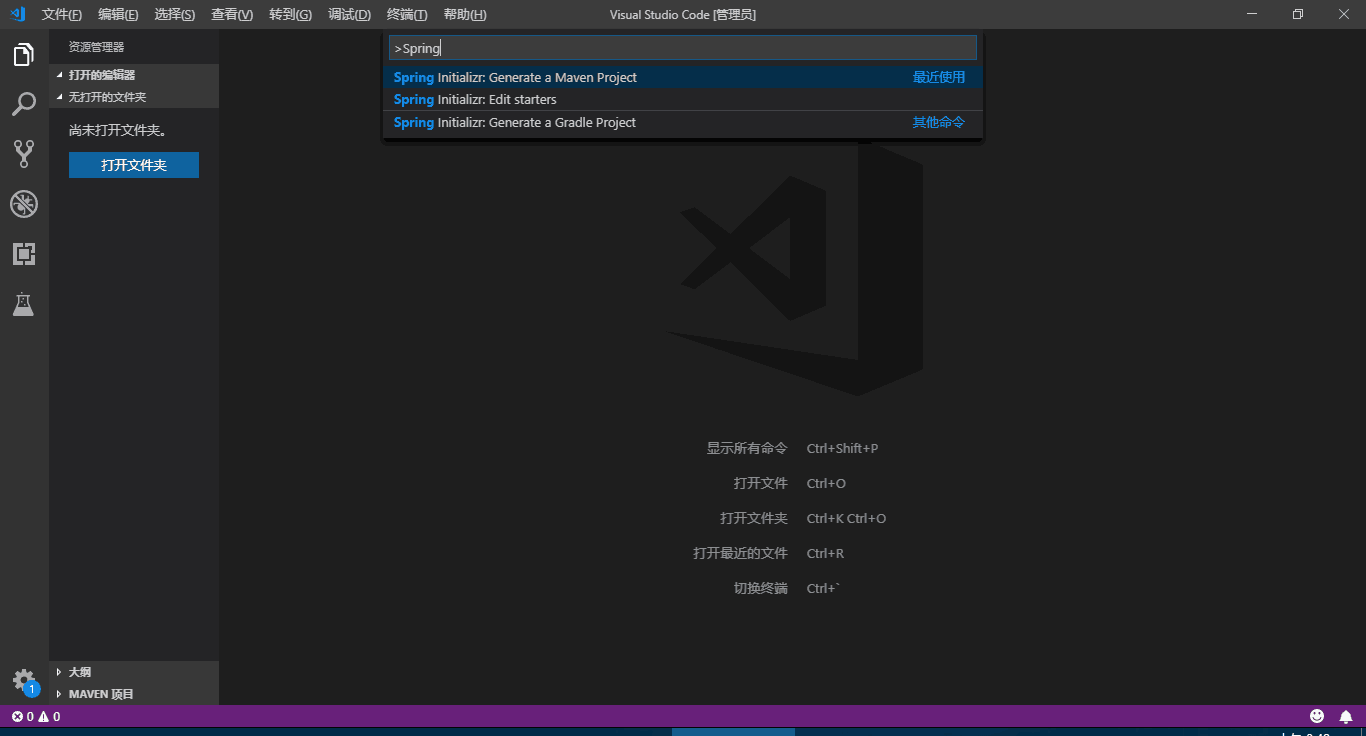 文件(F) 编辑(E) 选择(S) 查看(V) 转到(G) 调试(D) 终端(T) 帮助(H) Visual Studio Code [管理员]
资源管理器
打开的编辑器
无打开的文件夹
尚未打开文件夹。
打开文件夹
>Spring
Spring Initializr: Generate a Maven Project 最近使用
Spring Initializr: Edit starters
Spring Initializr: Generate a Gradle Project 其他命令
显示所有命令 Ctrl+Shift+P
打开文件 Ctrl+O
打开文件夹 Ctrl+K Ctrl+O
打开最近的文件 Ctrl+R
切换终端 Ctrl+`
大纲
MAVEN 项目
1
0 0